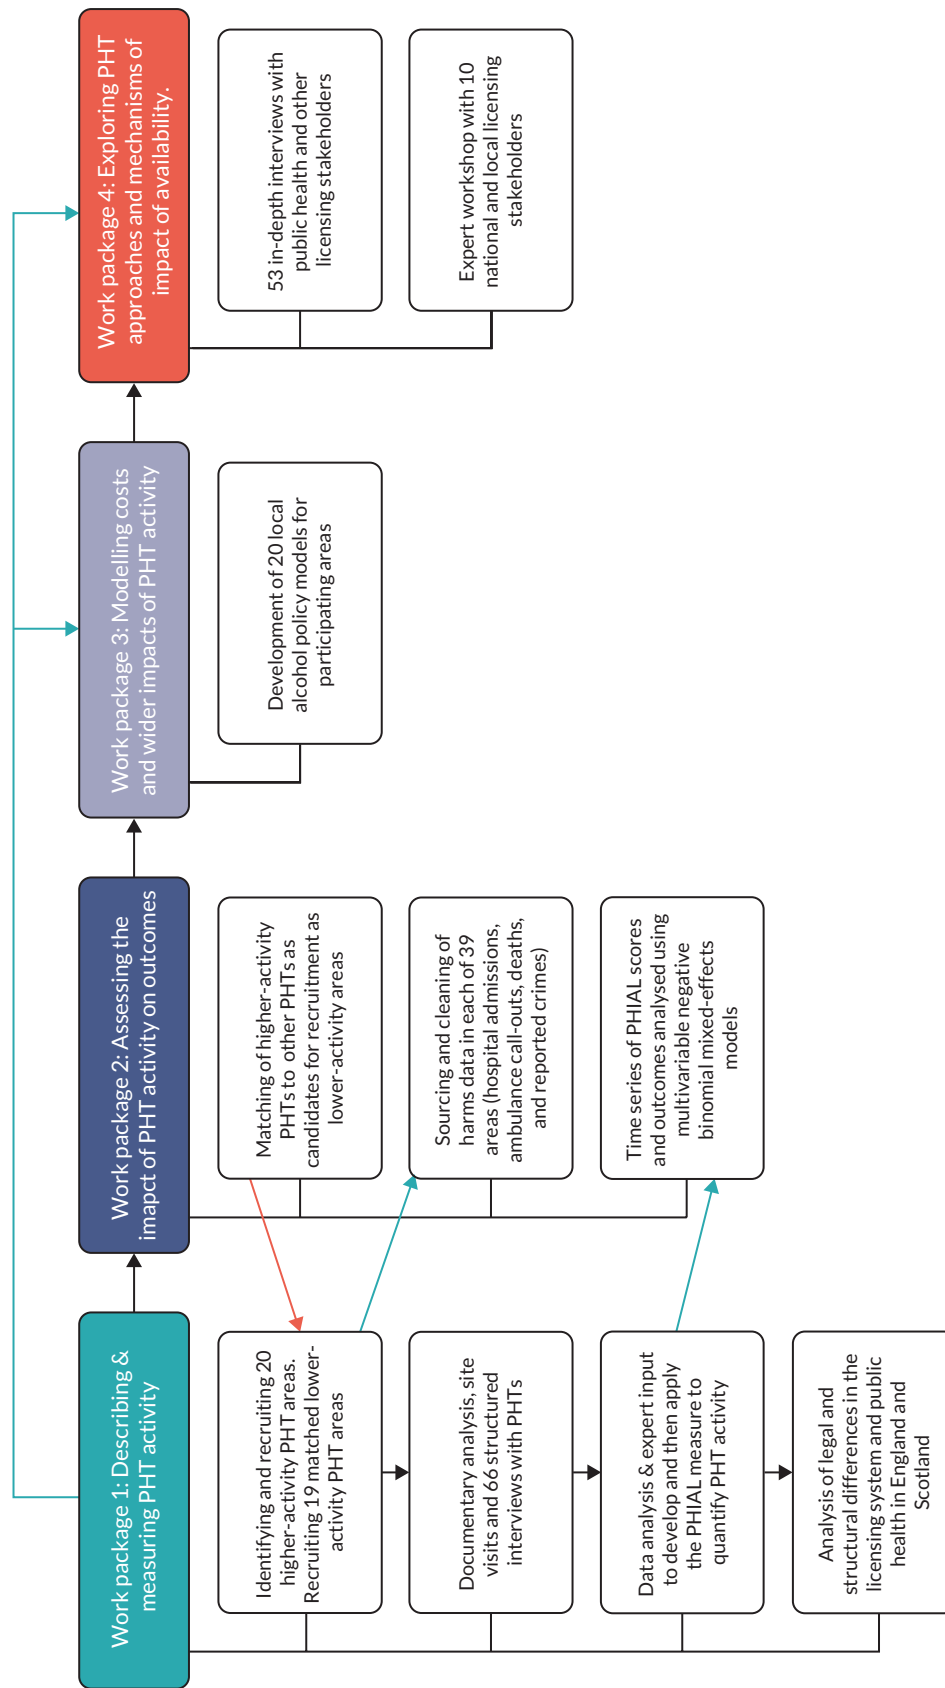 Work package 1: Describing &
measuring PHT activity
Identifying and recruiting 20
higher-activity PHT areas.
Recruiting 19 matched lower-
activity PHT areas
Documentary analysis, site
visits and 66 structured
interviews with PHTs
Data analysis & expert input
to develop and then apply
the PHIAL measure to
quantify PHT activity
Analysis of legal and
structural differences in the
licensing system and public
health in England and
Scotland
Work package 2: Assessing the
imapct of PHT activity on outcomes
Matching of higher-activity
PHTs to other PHTs as
candidates for recruitment as
lower-activity areas
Sourcing and cleaning of
harms data in each of 39
areas (hospital admissions,
ambulance call-outs, deaths,
and reported crimes)
Time series of PHIAL scores
and outcomes analysed using
multivariable negative
binomial mixed-effects
models
Work package 3: Modelling costs
and wider impacts of PHT activity
Development of 20 local
alcohol policy models for
participating areas
Work package 4: Exploring PHT
approaches and mechanisms of
impact of availability.
53 in-depth interviews with
public health and other
licensing stakeholders
Expert workshop with 10
national and local licensing
stakeholders